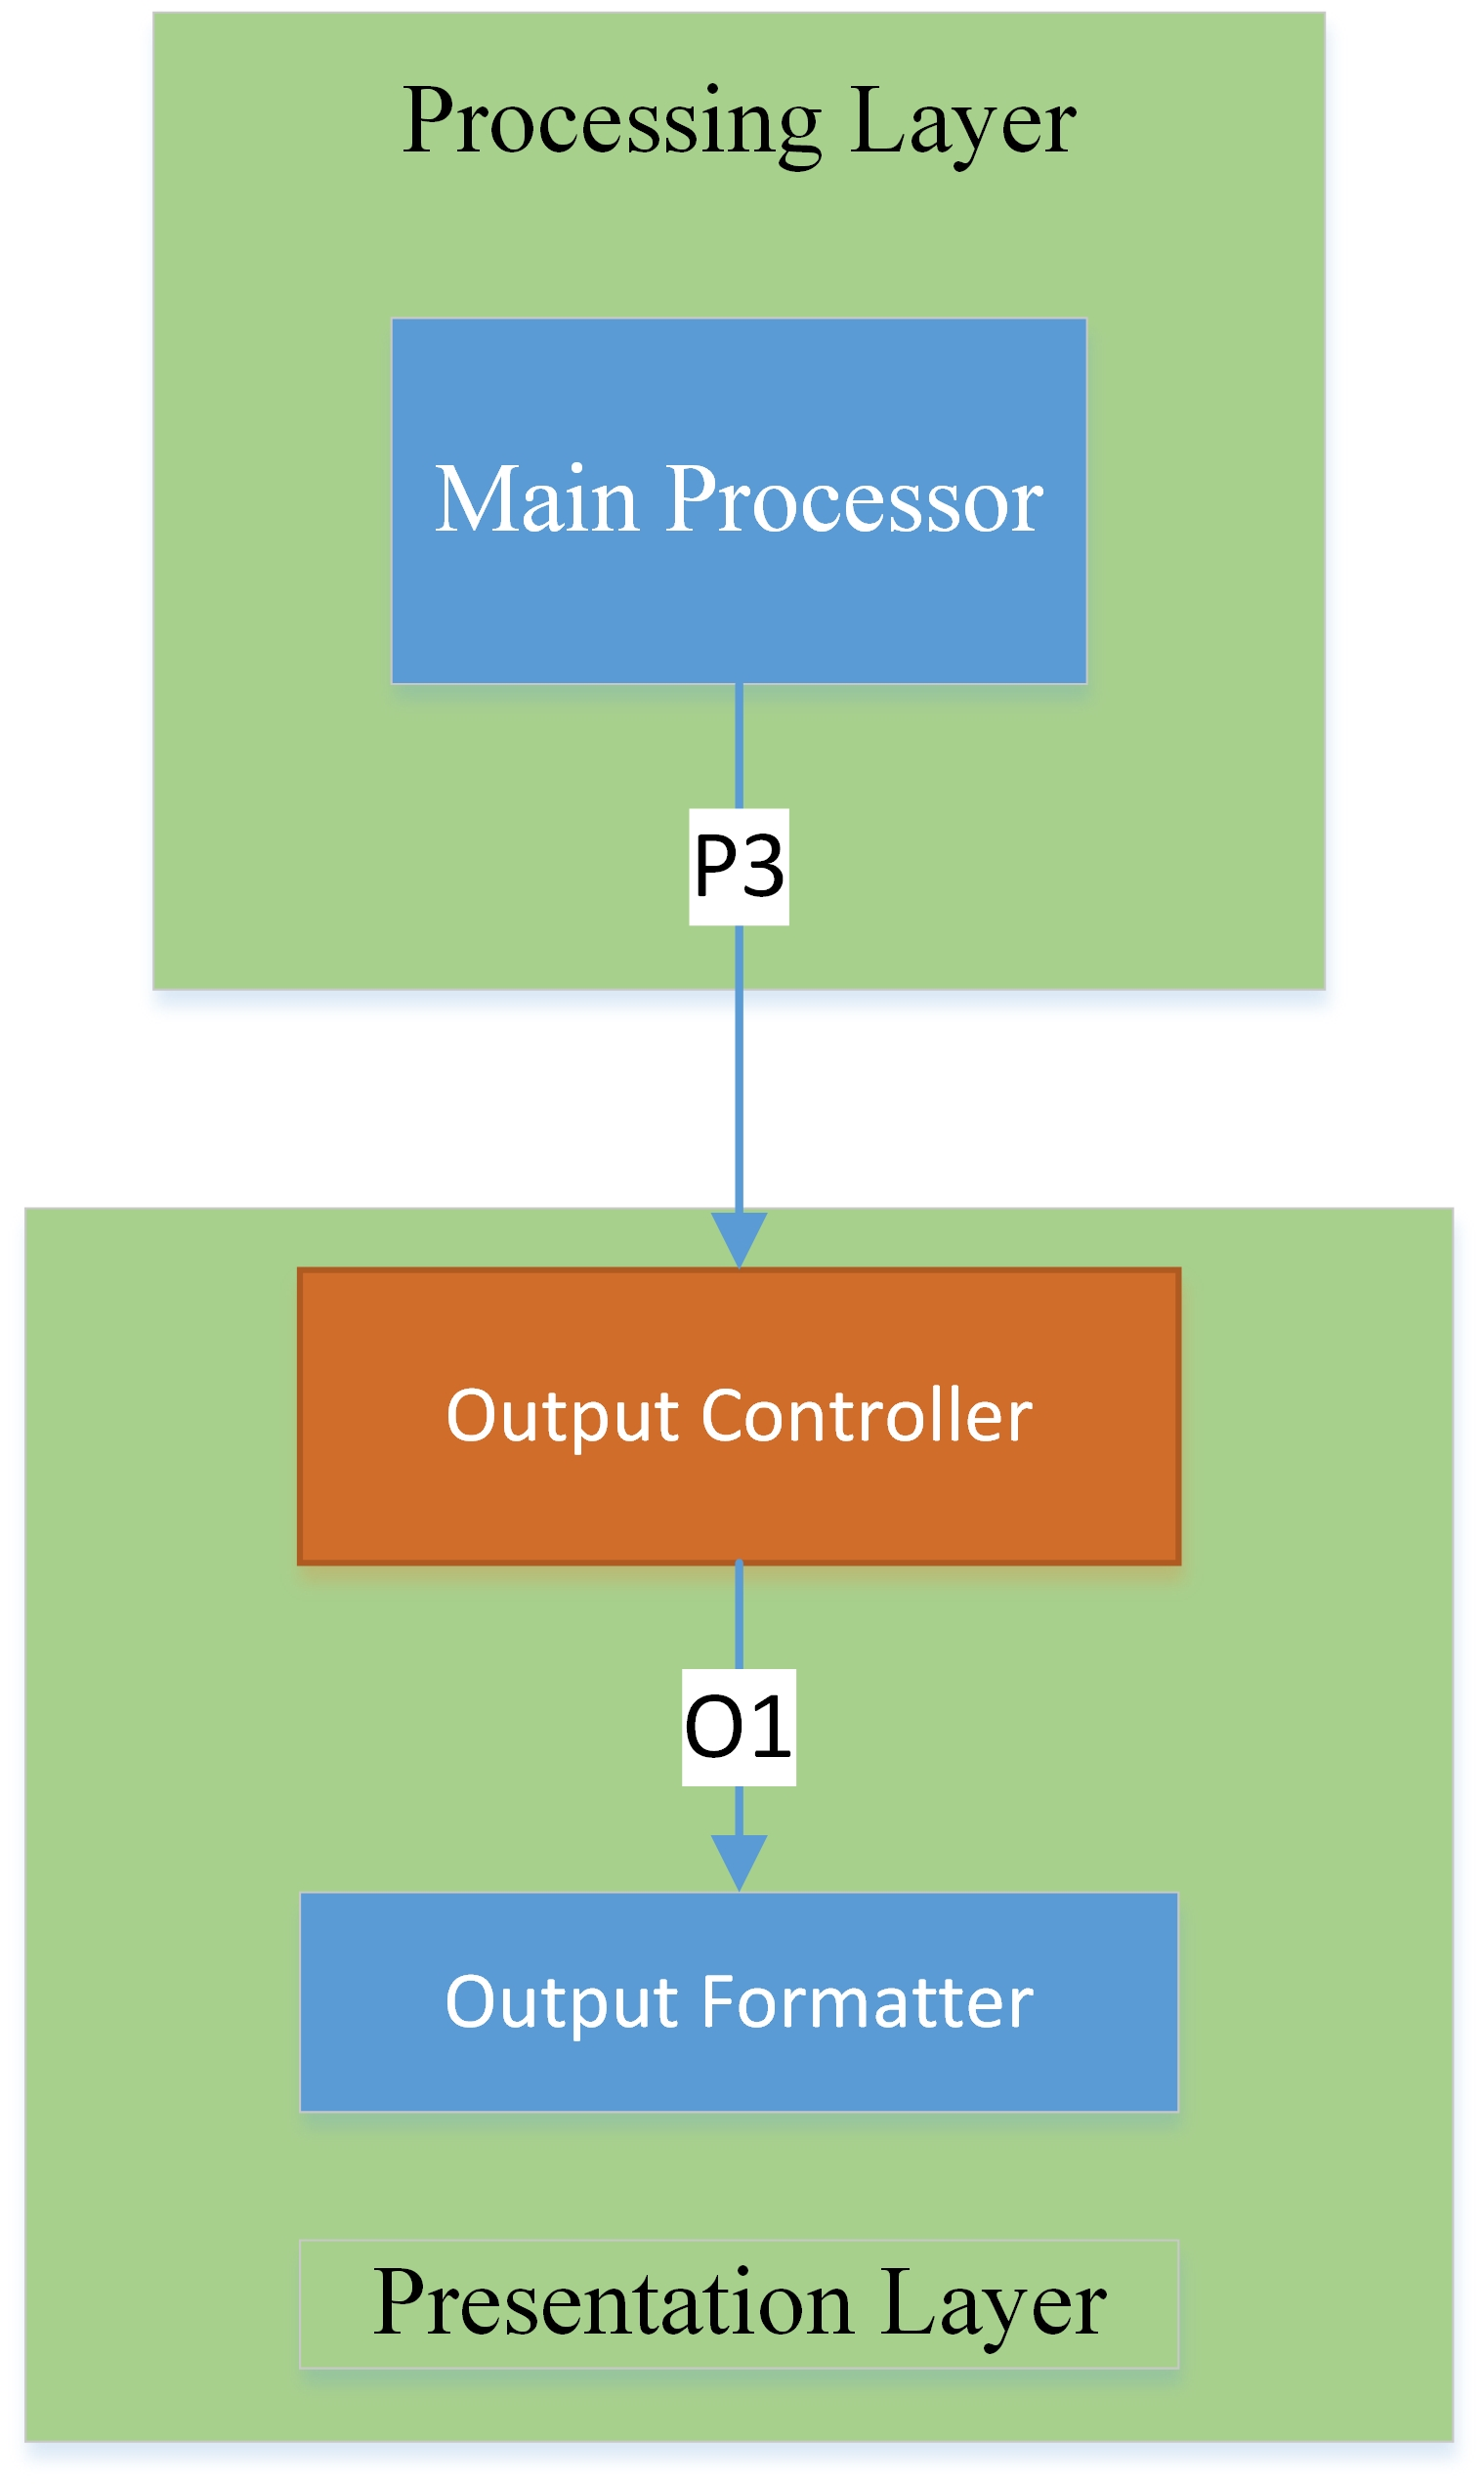 Processing Layer
Main Processor
P3
Output Controller
O1
Output Formatter
Presentation Layer